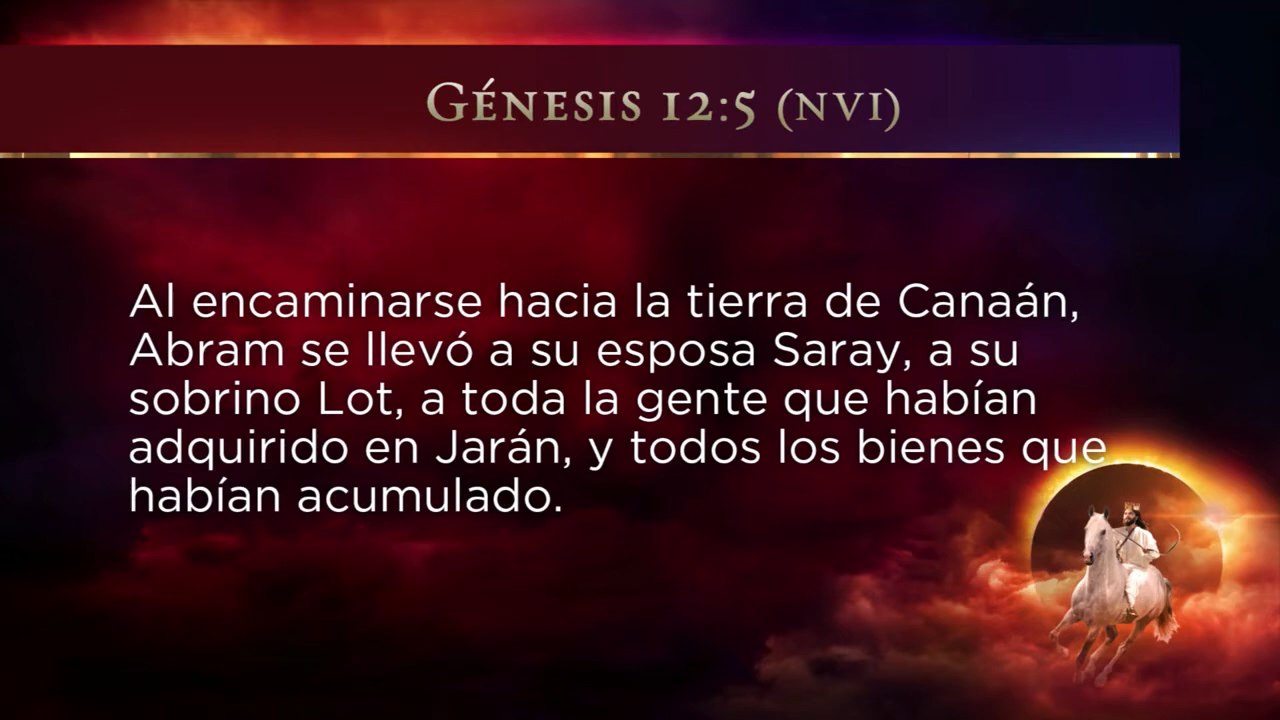 Génesis 12:5 (NVI)
Al encaminarse hacia la tierra de Canaán,
Abram se llevó a su esposa Saray, a su
sobrino Lot, a toda la gente que habían
adquirido en Jarán, y todos los bienes que
habían acumulado.